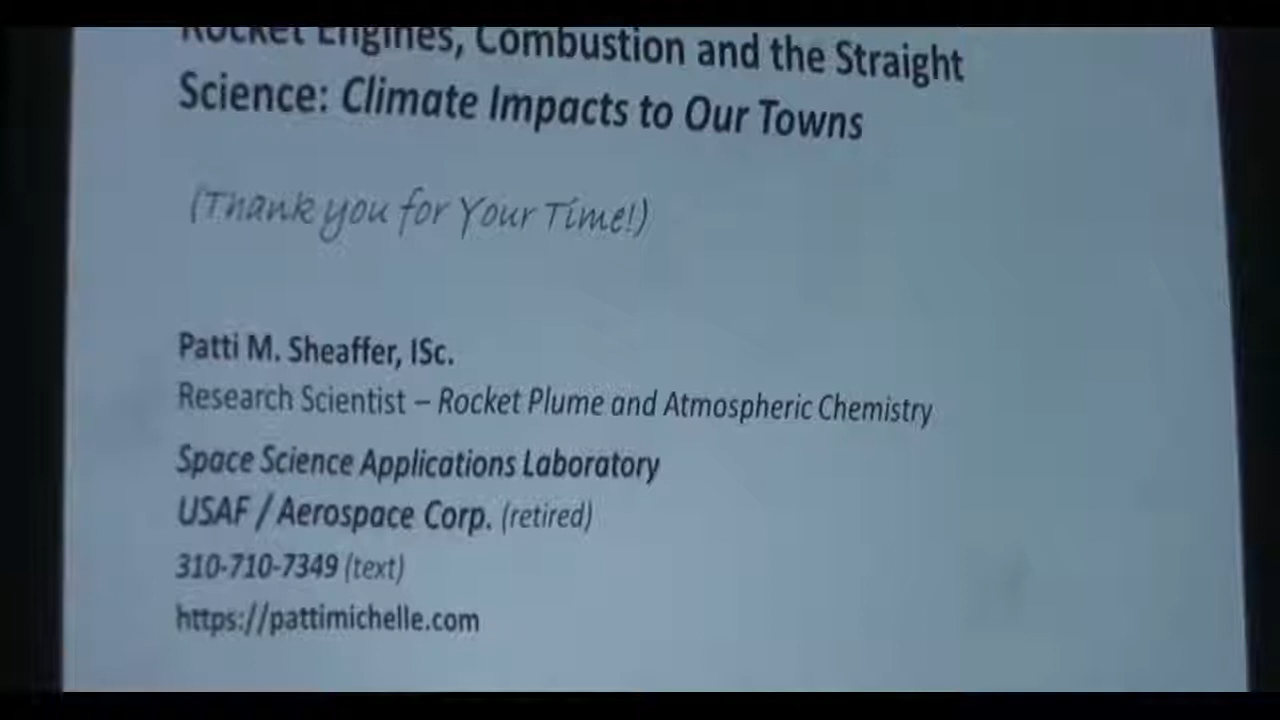 Rocket Engines, Combustion and the Straight
Science: Climate Impacts to Our Towns
(Thank you for Your Time!)
Patti M. Sheaffer, ISc.
Research Scientist – Rocket Plume and Atmospheric Chemistry
Space Science Applications Laboratory
USAF / Aerospace Corp. (retired)
310-710-7349 (text)
https://pattimichelle.com